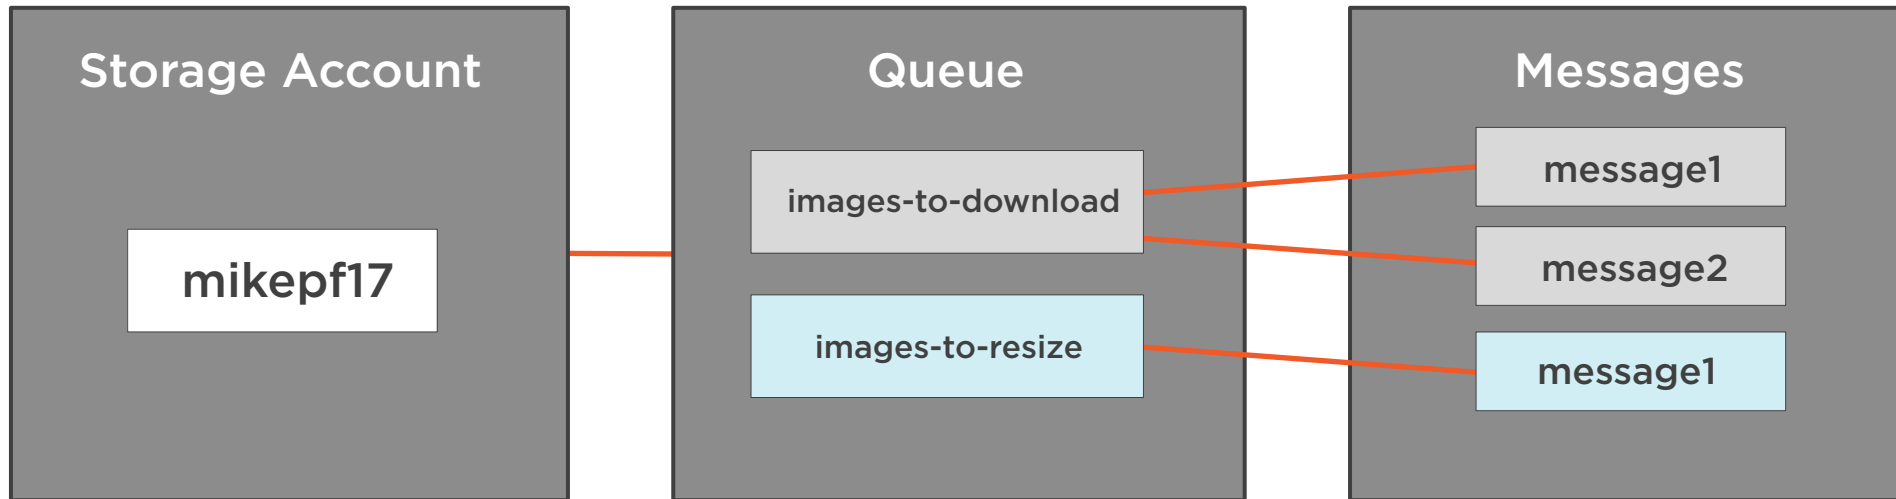 Storage Account
mikepf17
Queue
images-to-download
images-to-resize
Messages
message1
message2
message1